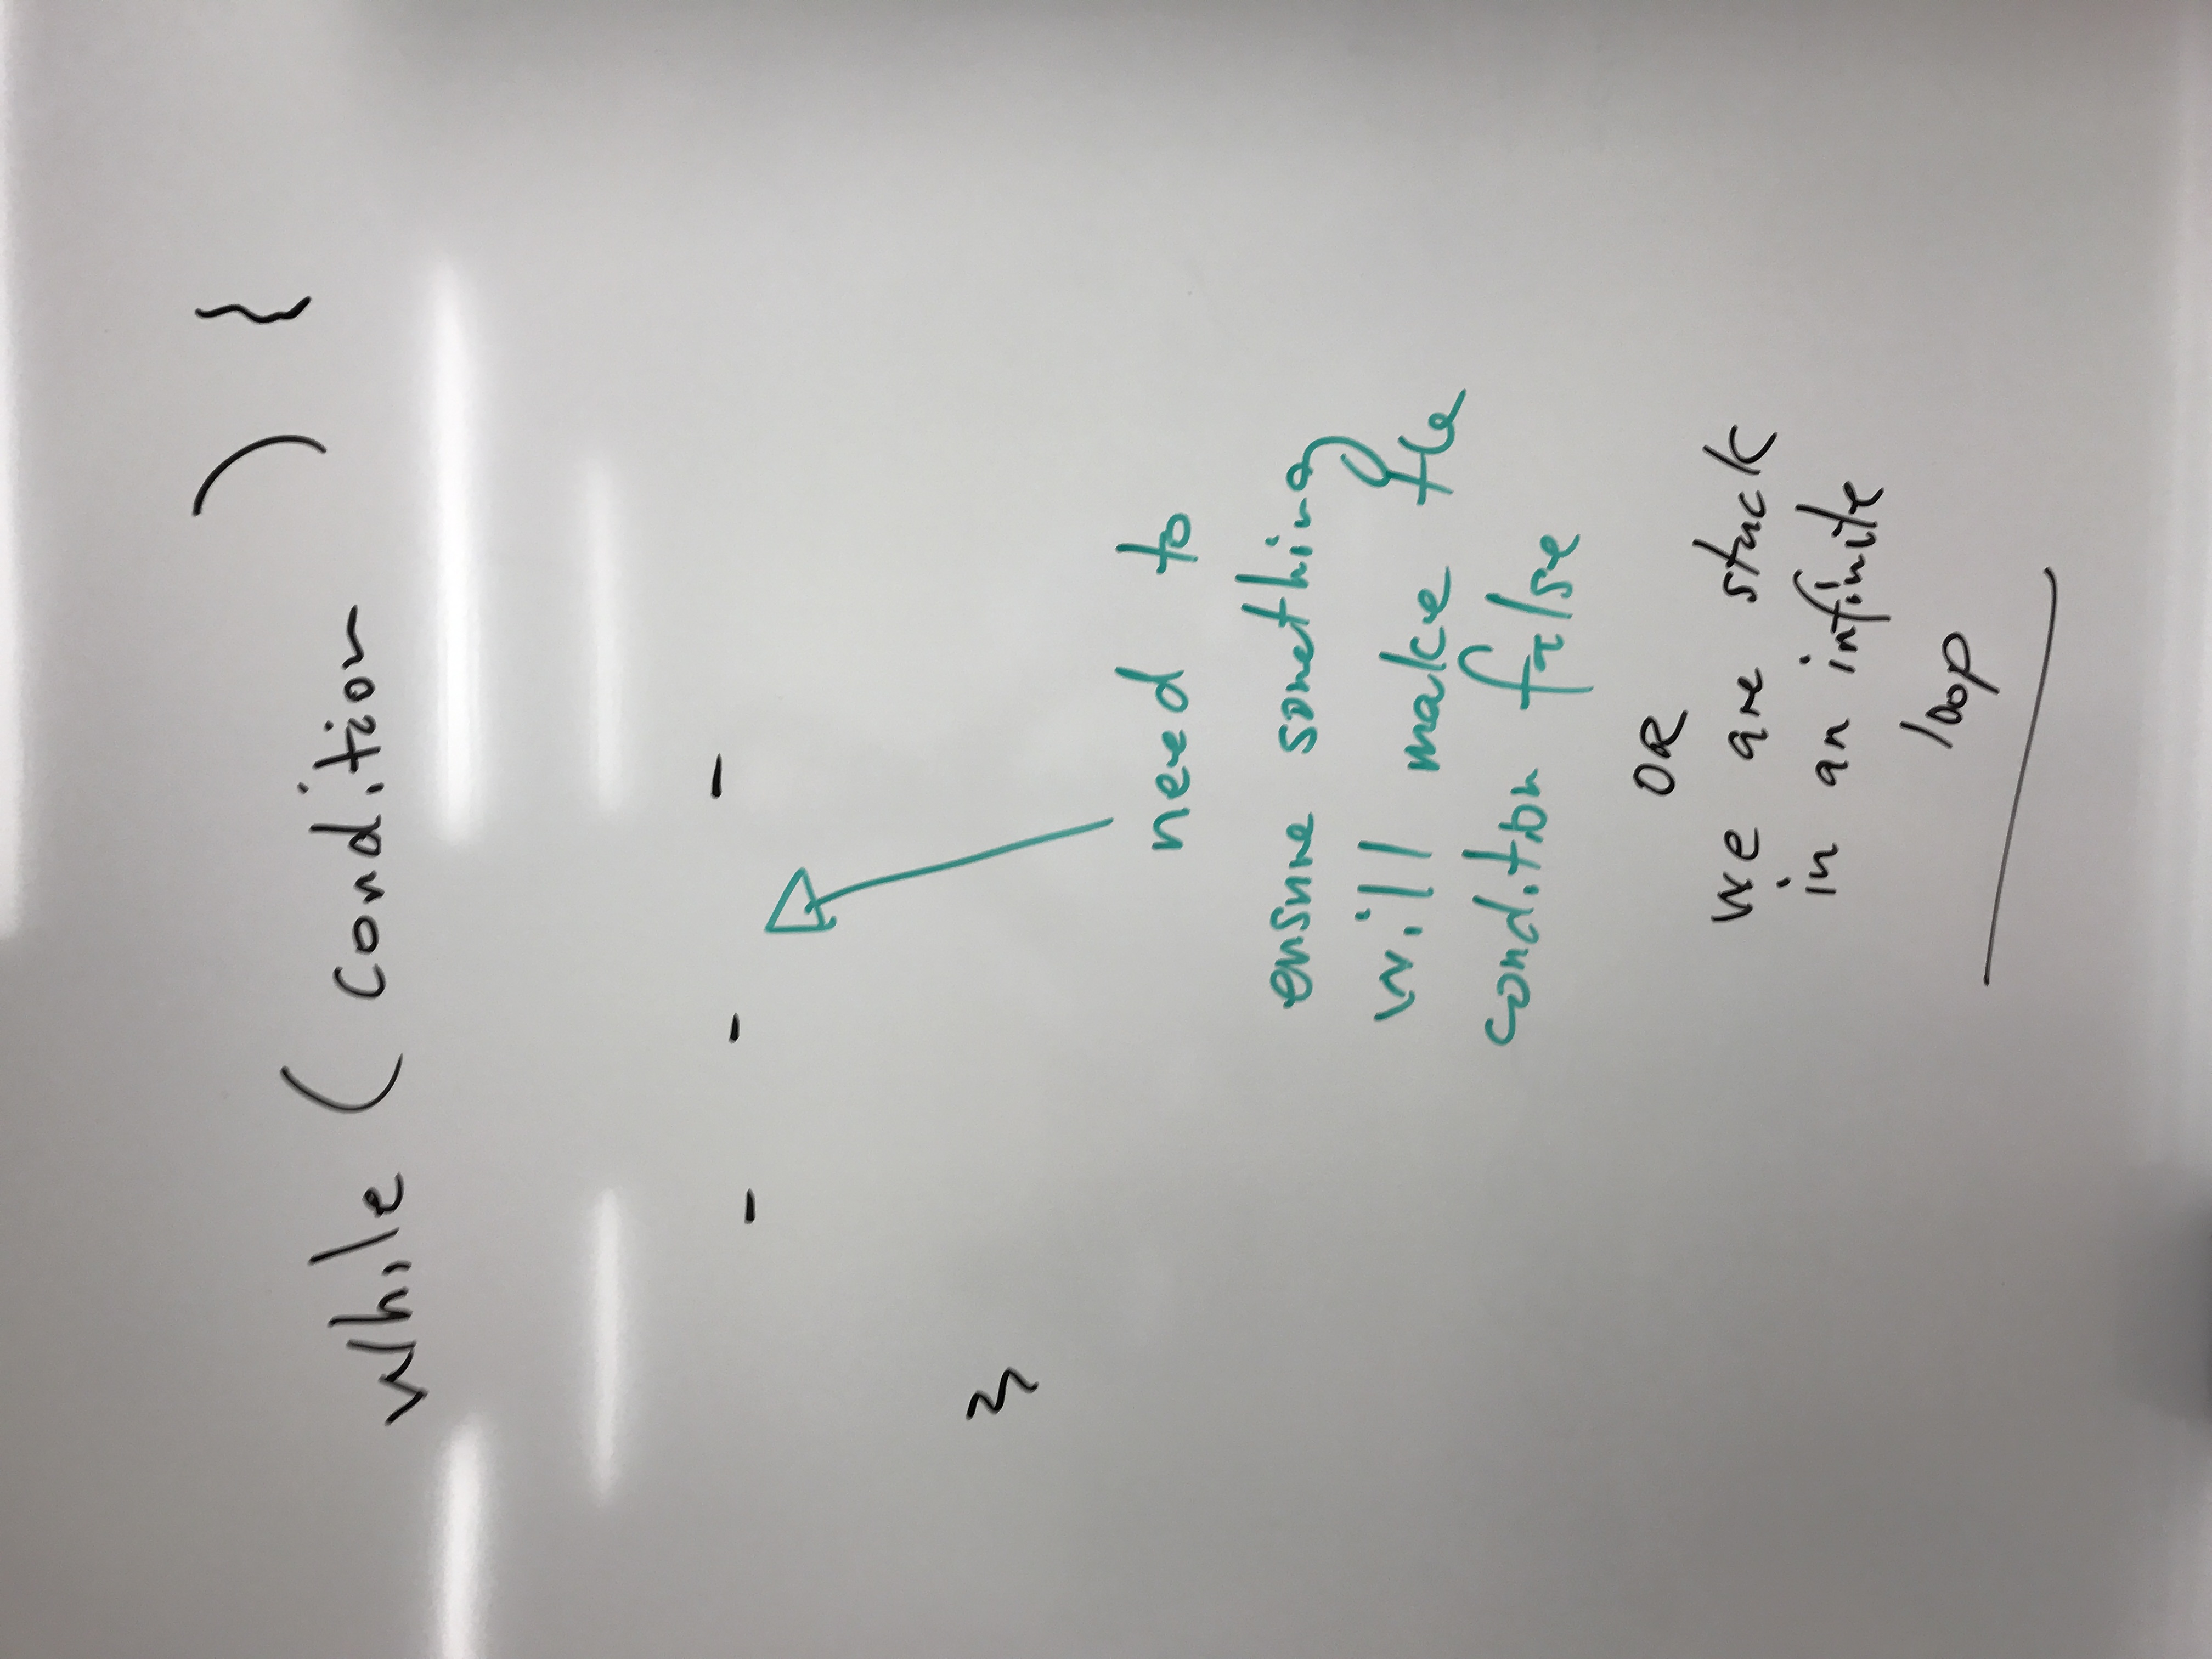 while ( condition ) {
- - -
}
need to
ensure something
will make the
condition false
OR
we are stuck
in an infinite
loop